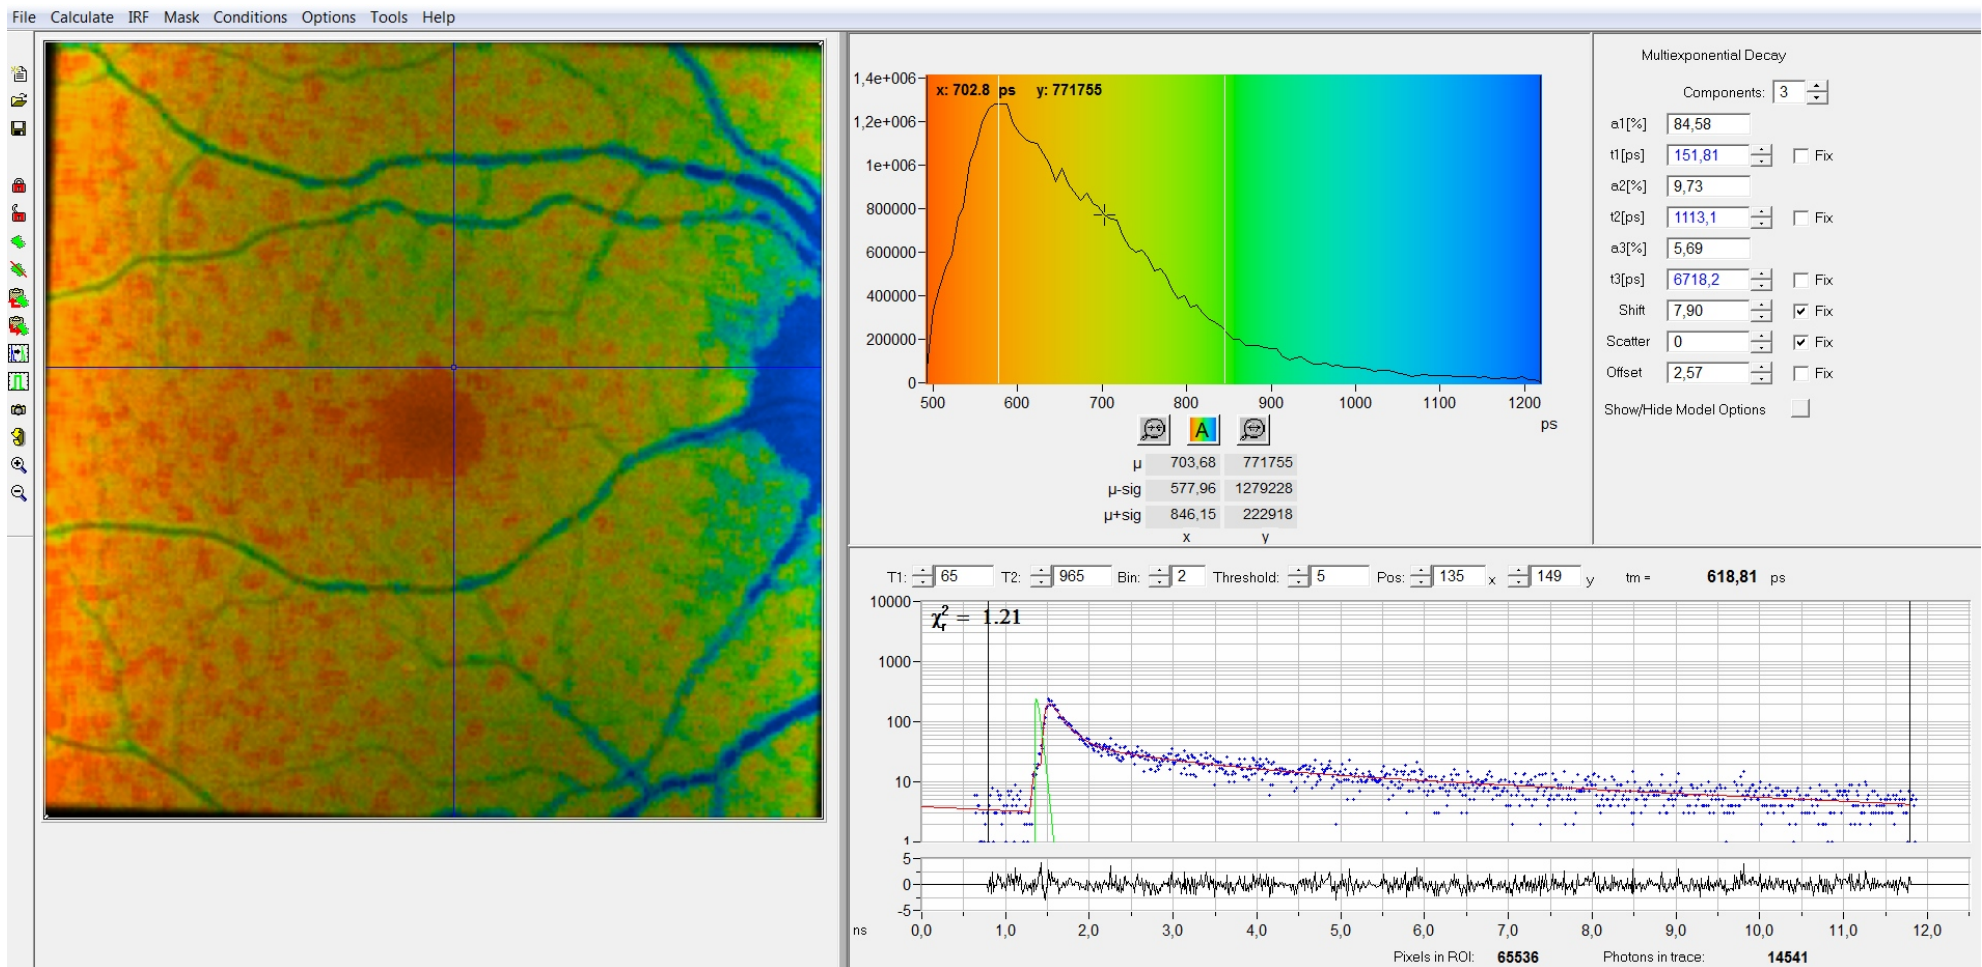 File Calculate IRF Mask Conditions Options Tools Help
1,4e+006
1,2e+006
1e+006
800000
600000
400000
200000
0
x: 702.8 ps y: 771755
500 600 700 800 900 1000 1100 1200
ps
A
μ 703,68 771755
μ-sig 577,96 1279228
μ+sig 846,15 222918
x y
Multiexponential Decay
Components: 3
a1[%] 84,58
t1[ps] 151,81 Fix
a2[%] 9,73
t2[ps] 1113,1 Fix
a3[%] 5,69
t3[ps] 6718,2 Fix
Shift 7,90 Fix
Scatter 0 Fix
Offset 2,57 Fix
Show/Hide Model Options
T1: 65 T2: 965 Bin: 2 Threshold: 5 Pos: 135 x 149 y tm = 618,81 ps
χ²r = 1.21
10000
1000
100
10
1
5
0
-5
ns 0,0 1,0 2,0 3,0 4,0 5,0 6,0 7,0 8,0 9,0 10,0 11,0 12,0
Pixels in ROI: 65536 Photons in trace: 14541